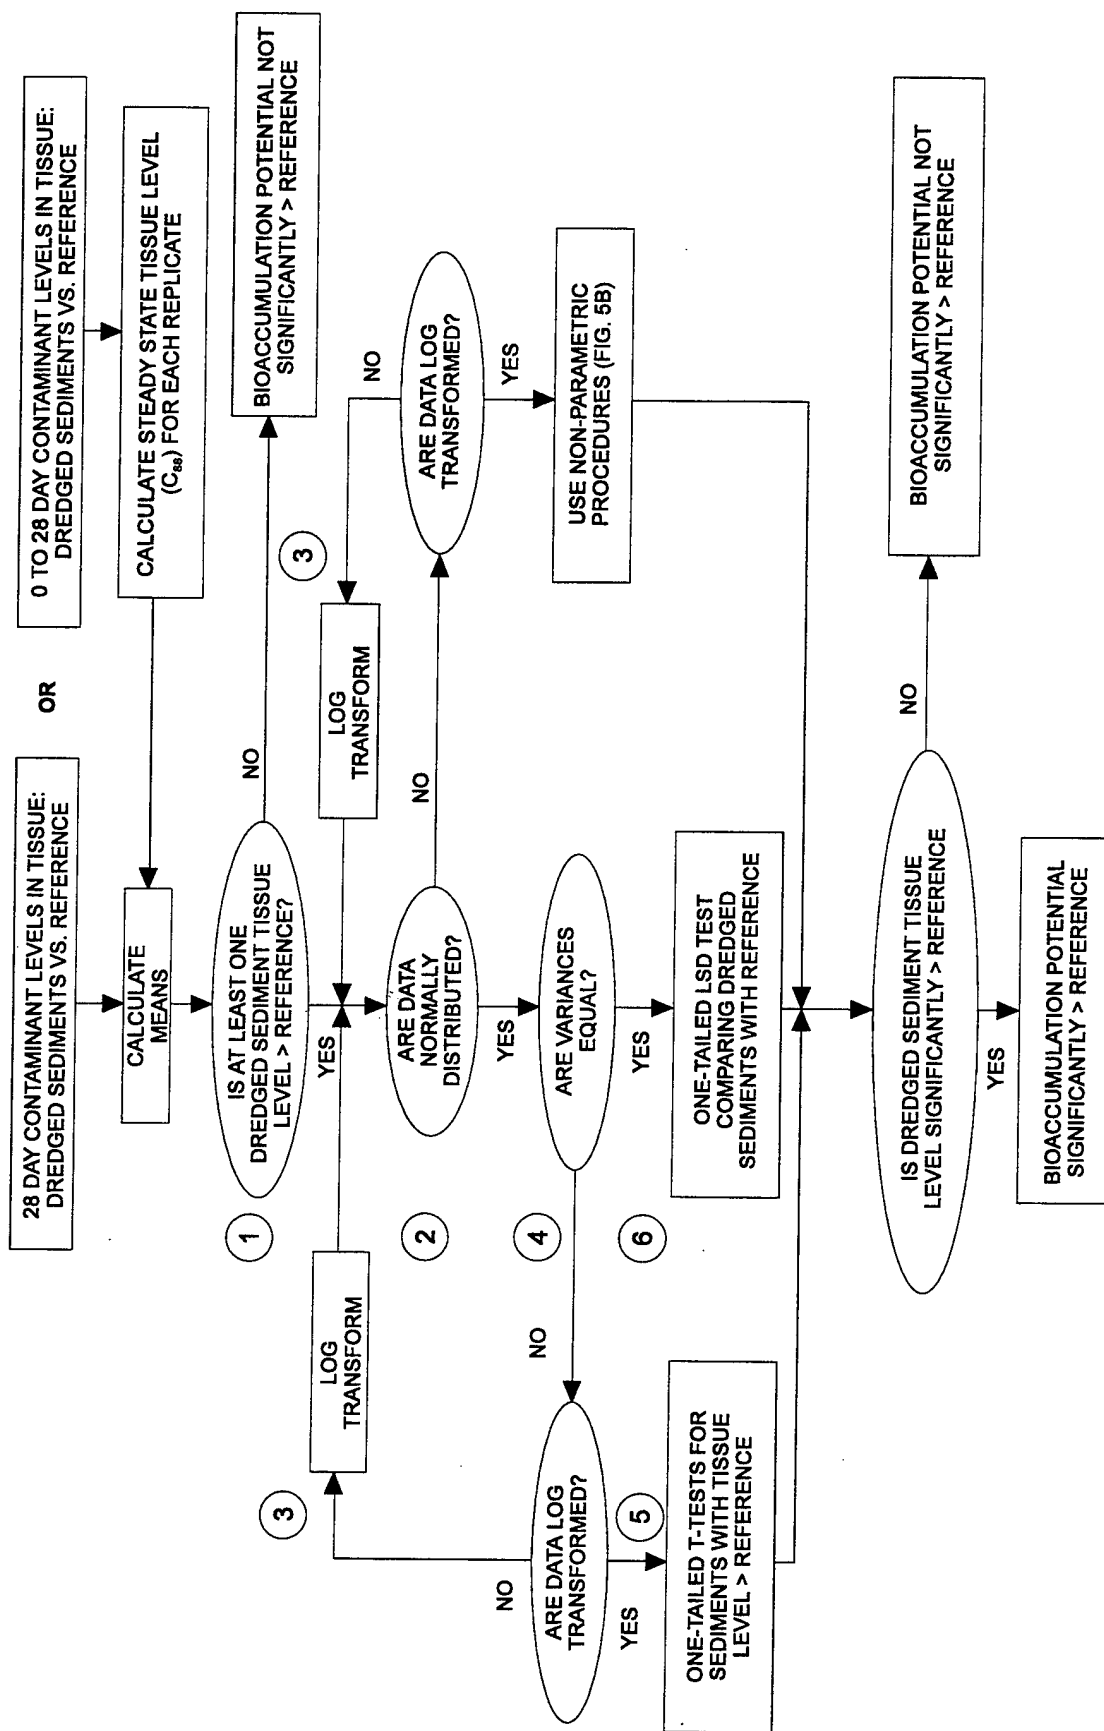 28 DAY CONTAMINANT LEVELS IN TISSUE:
DREDGED SEDIMENTS VS. REFERENCE
OR
0 TO 28 DAY CONTAMINANT LEVELS IN TISSUE:
DREDGED SEDIMENTS VS. REFERENCE
CALCULATE
MEANS
CALCULATE STEADY STATE TISSUE LEVEL
(Css) FOR EACH REPLICATE
1
IS AT LEAST ONE
DREDGED SEDIMENT TISSUE
LEVEL > REFERENCE?
NO
BIOACCUMULATION POTENTIAL NOT
SIGNIFICANTLY > REFERENCE
YES
3
LOG
TRANSFORM
LOG
TRANSFORM
3
2
ARE DATA
NORMALLY
DISTRIBUTED?
NO
ARE DATA LOG
TRANSFORMED?
NO
YES
YES
4
ARE VARIANCES
EQUAL?
NO
ARE DATA LOG
TRANSFORMED?
NO
YES
5
YES
6
ONE-TAILED T-TESTS FOR
SEDIMENTS WITH TISSUE
LEVEL > REFERENCE
ONE-TAILED LSD TEST
COMPARING DREDGED
SEDIMENTS WITH REFERENCE
USE NON-PARAMETRIC
PROCEDURES (FIG. 5B)
IS DREDGED SEDIMENT TISSUE
LEVEL SIGNIFICANTLY > REFERENCE
NO
BIOACCUMULATION POTENTIAL NOT
SIGNIFICANTLY > REFERENCE
YES
BIOACCUMULATION POTENTIAL
SIGNIFICANTLY > REFERENCE